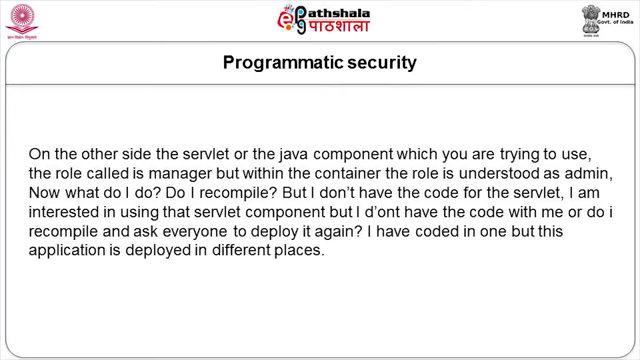 Pathshala
पाठशाला
MHRD
Govt. of India
Programmatic security
On the other side the servlet or the java component which you are trying to use,
the role called is manager but within the container the role is understood as admin,
Now what do I do? Do I recompile? But I don't have the code for the servlet, I am
interested in using that servlet component but I d'ont have the code with me or do i
recompile and ask everyone to deploy it again? I have coded in one but this
application is deployed in different places.